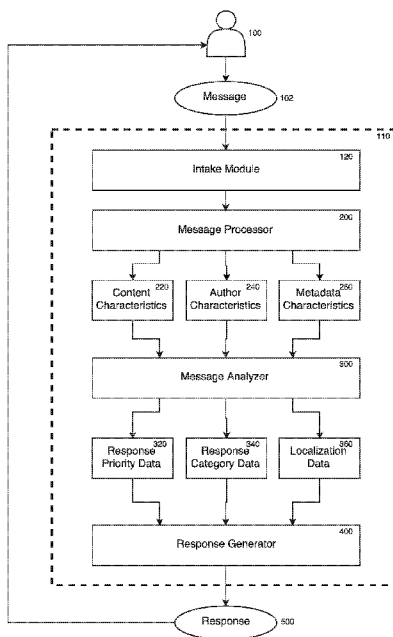 100
Message
102
110
120
Intake Module
200
Message Processor
220
Content
Characteristics
240
Author
Characteristics
260
Metadata
Characteristics
300
Message Analyzer
320
Response
Priority Data
340
Response
Category Data
360
Localization
Data
400
Response Generator
Response
500